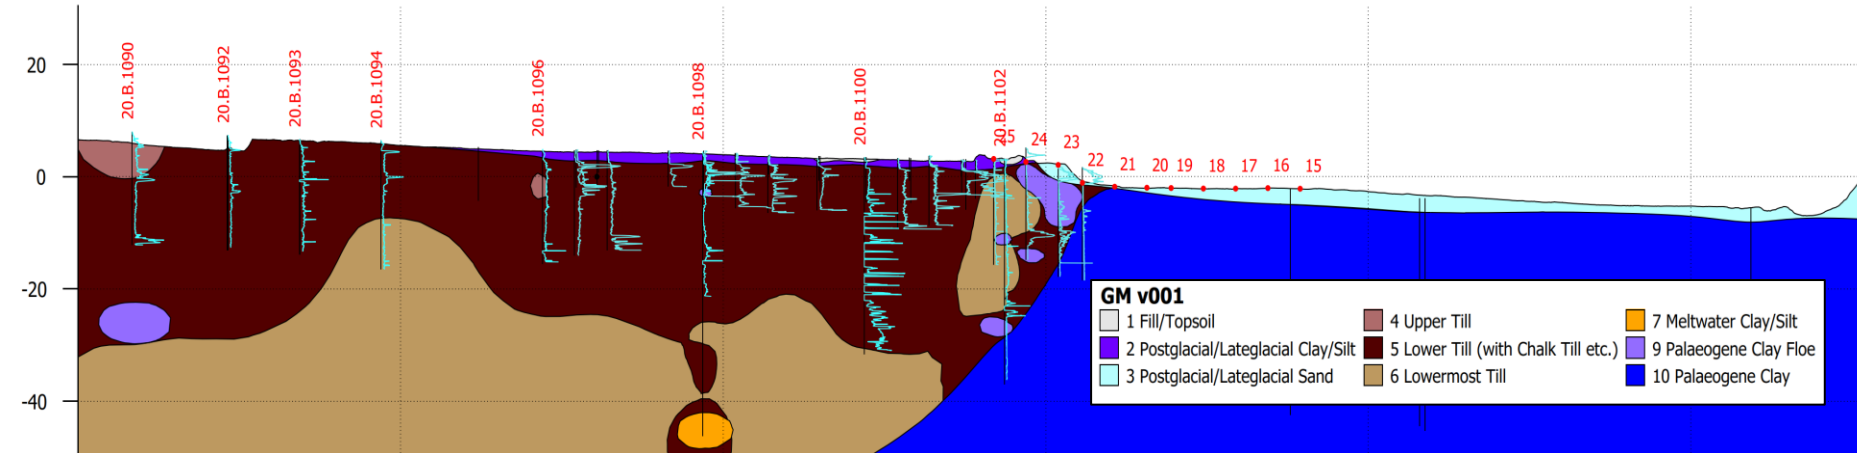 20.B.1090
20.B.1092
20.B.1093
20.B.1094
20.B.1096
20.B.1098
20.B.1100
20.B.1102
20
0
-20
-40
25
24
23
22
21
20
19
18
17
16
15
GM v001
1 Fill/Topsoil
2 Postglacial/Lateglacial Clay/Silt
3 Postglacial/Lateglacial Sand
4 Upper Till
5 Lower Till (with Chalk Till etc.)
6 Lowermost Till
7 Meltwater Clay/Silt
9 Palaeogene Clay Floe
10 Palaeogene Clay